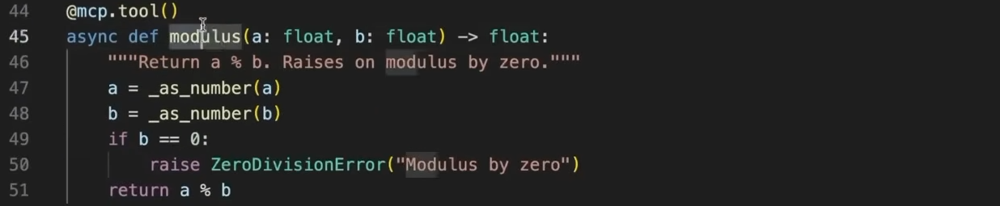 44 @mcp.tool()
45 async def modulus(a: float, b: float) -> float:
46 """Return a % b. Raises on modulus by zero."""
47 a = _as_number(a)
48 b = _as_number(b)
49 if b == 0:
50 raise ZeroDivisionError("Modulus by zero")
51 return a % b